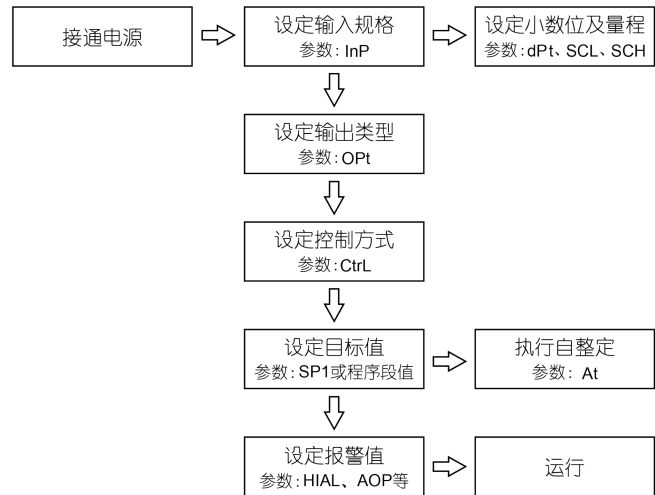 接通电源
设定输入规格
参数: InP
设定小数位及量程
参数:dPt、SCL、SCH
设定输出类型
参数:OPt
设定控制方式
参数:CtrL
设定目标值
参数: SP1或程序段值
执行自整定
参数: At
设定报警值
参数:HIAL、AOP等
运行